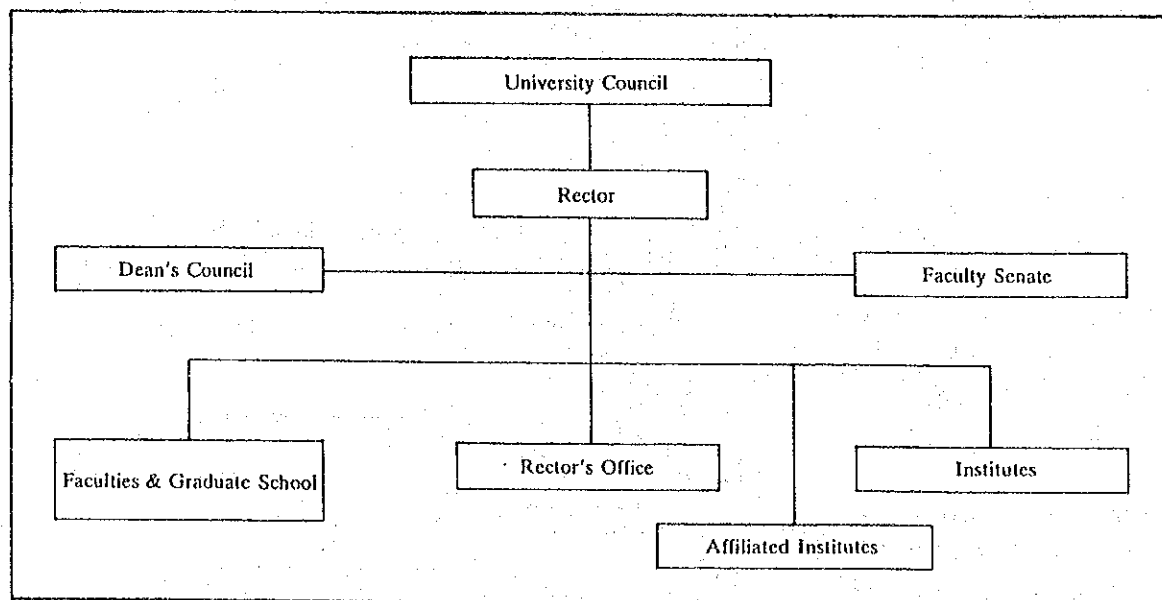 University Council
Rector
Dean's Council
Faculty Senate
Faculties & Graduate School
Rector's Office
Institutes
Affiliated Institutes